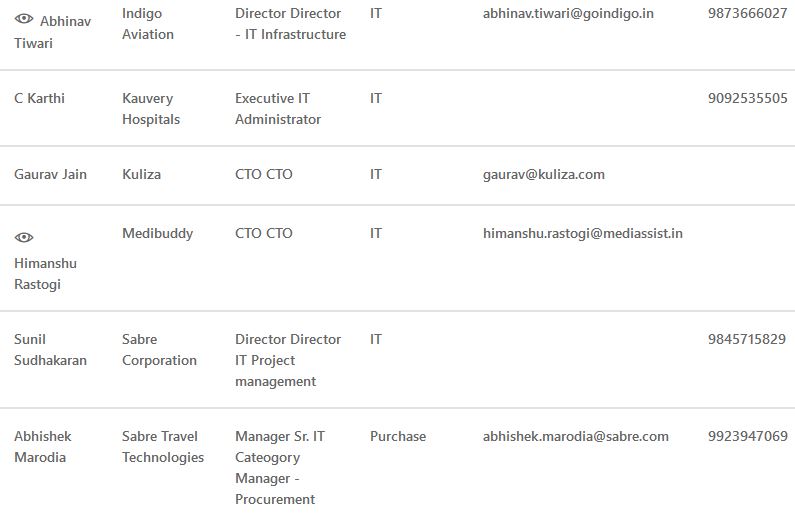 Abhinav Tiwari Indigo Aviation Director Director - IT Infrastructure IT abhinav.tiwari@goindigo.in 9873666027
C Karthi Kauvery Hospitals Executive IT Administrator IT 9092535505
Gaurav Jain Kuliza CTO CTO IT gaurav@kuliza.com
Himanshu Rastogi Medibuddy CTO CTO IT himanshu.rastogi@mediassist.in
Sunil Sudhakaran Sabre Corporation Director Director IT Project management IT 9845715829
Abhishek Marodia Sabre Travel Technologies Manager Sr. IT Cateogory Manager - Procurement Purchase abhishek.marodia@sabre.com 9923947069